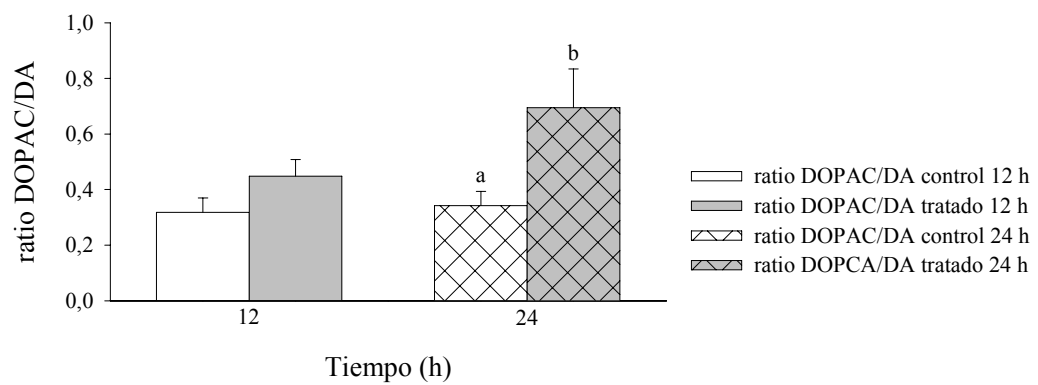 1,0
0,8
0,6
0,4
0,2
0,0
ratio DOPAC/DA
a
b
12
24
Tiempo (h)
ratio DOPAC/DA control 12 h
ratio DOPAC/DA tratado 12 h
ratio DOPAC/DA control 24 h
ratio DOPCA/DA tratado 24 h